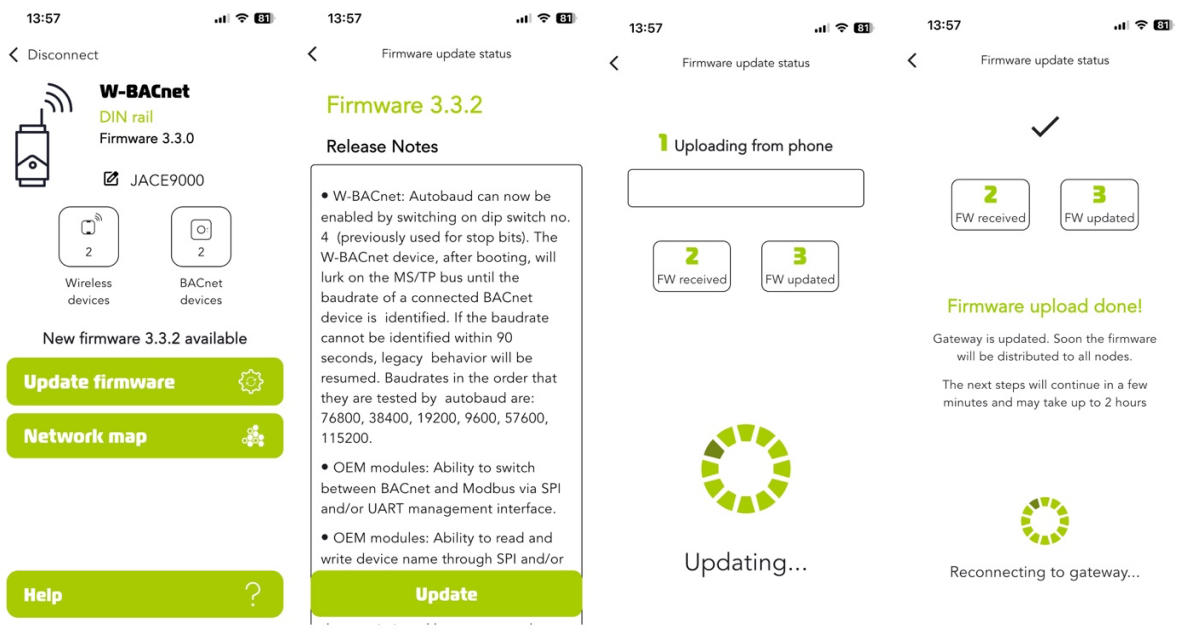 13:57
81
Disconnect
W-BACnet
DIN rail
Firmware 3.3.0
JACE9000
2
2
Wireless
devices
BACnet
devices
New firmware 3.3.2 available
Update firmware
Network map
Help
?
13:57
81
Firmware update status
Firmware 3.3.2
Release Notes
• W-BACnet: Autobaud can now be
enabled by switching on dip switch no.
4 (previously used for stop bits). The
W-BACnet device, after booting, will
lurk on the MS/TP bus until the
baudrate of a connected BACnet
device is identified. If the baudrate
cannot be identified within 90
seconds, legacy behavior will be
resumed. Baudrates in the order that
they are tested by autobaud are:
76800, 38400, 19200, 9600, 57600,
115200.
• OEM modules: Ability to switch
between BACnet and Modbus via SPI
and/or UART management interface.
• OEM modules: Ability to read and
write device name through SPI and/or
Update
13:57
81
Firmware update status
1 Uploading from phone
2
FW received
3
FW updated
Updating...
13:57
81
Firmware update status
2
FW received
3
FW updated
Firmware upload done!
Gateway is updated. Soon the firmware
will be distributed to all nodes.
The next steps will continue in a few
minutes and may take up to 2 hours
Reconnecting to gateway...